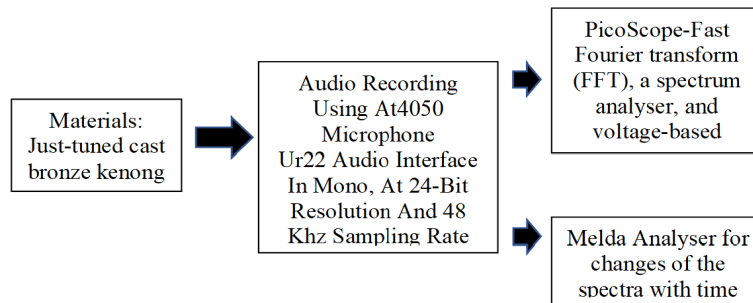 Materials:
Just-tuned cast
bronze kenong
Audio Recording
Using At4050
Microphone
Ur22 Audio Interface
In Mono, At 24-Bit
Resolution And 48
Khz Sampling Rate
PicoScope-Fast
Fourier transform
(FFT), a spectrum
analyser, and
voltage-based
Melda Analyser for
changes of the
spectra with time